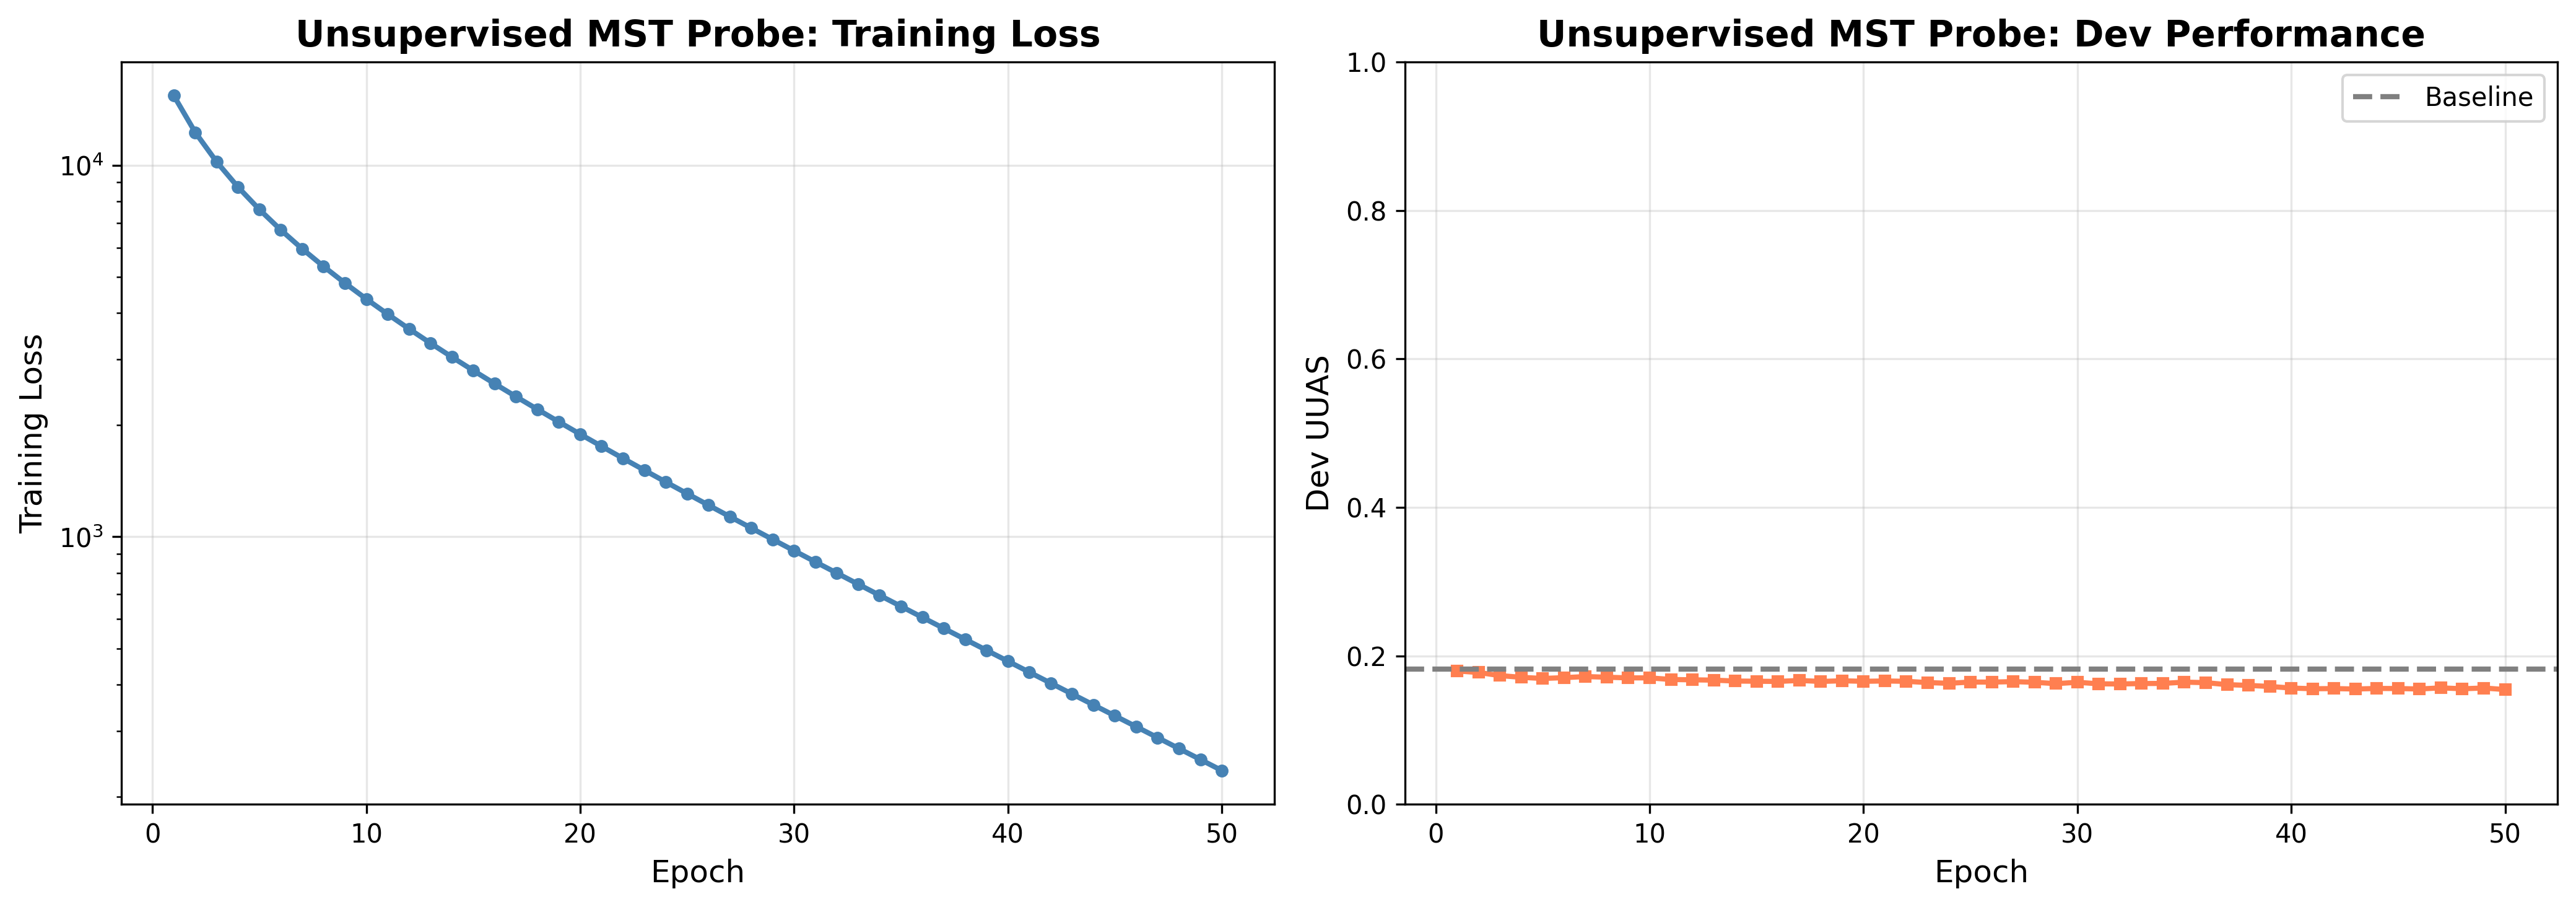 Unsupervised MST Probe: Training Loss
Training Loss
10⁴
10³
0 10 20 30 40 50
Epoch
Unsupervised MST Probe: Dev Performance
Baseline
Dev UUAS
1.0
0.8
0.6
0.4
0.2
0.0
0 10 20 30 40 50
Epoch